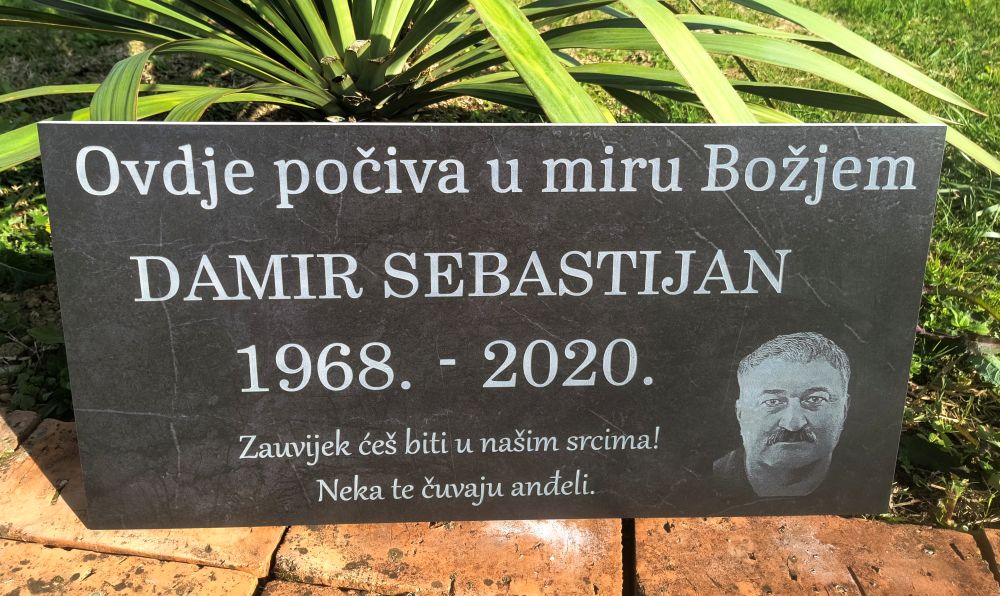 Ovdje počiva u miru Božjem
DAMIR SEBASTIJAN
1968. - 2020.
Zauvijek ćeš biti u našim srcima!
Neka te čuvaju anđeli.